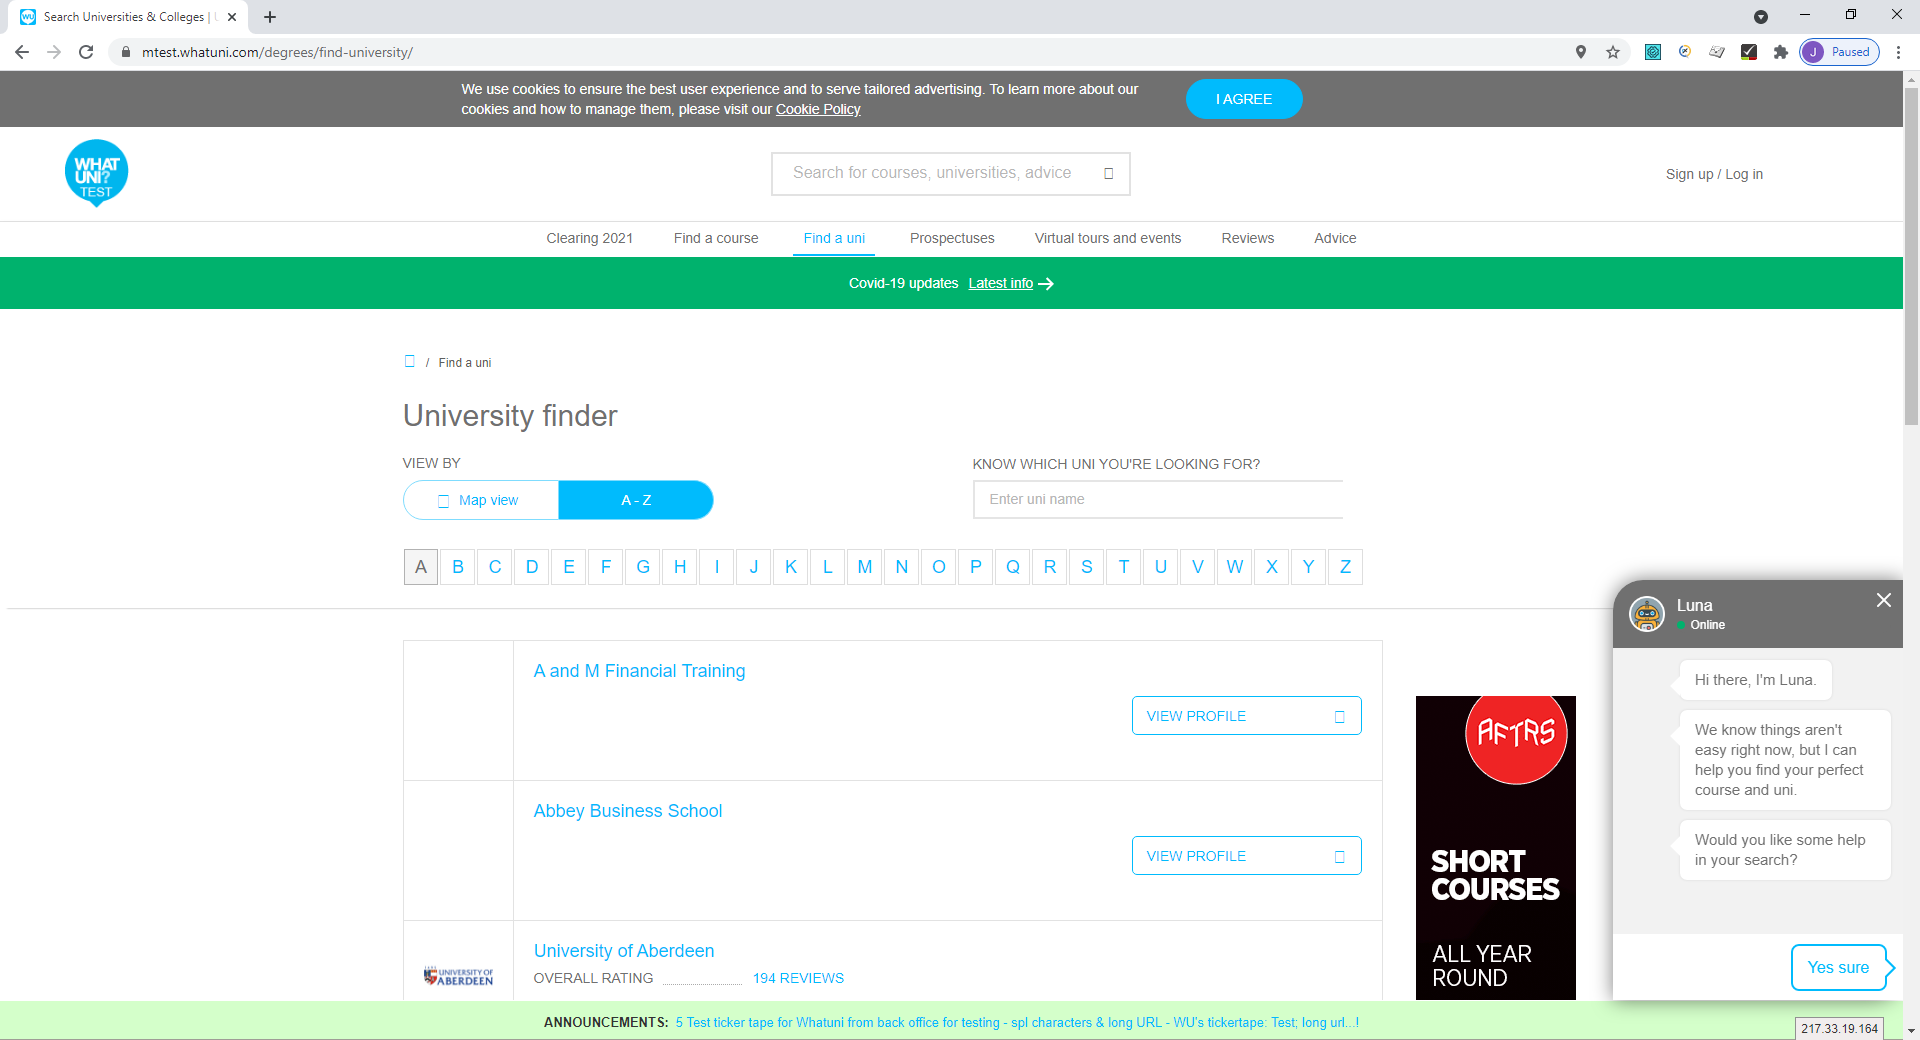 Search Universities & Colleges |
mtest.whatuni.com/degrees/find-university/
J Paused
We use cookies to ensure the best user experience and to serve tailored advertising. To learn more about our
cookies and how to manage them, please visit our Cookie Policy
I AGREE
WHAT
UNI?
TEST
Search for courses, universities, advice
Sign up / Log in
Clearing 2021 Find a course Find a uni Prospectuses Virtual tours and events Reviews Advice
Covid-19 updates Latest info
/ Find a uni
University finder
VIEW BY
Map view A - Z
KNOW WHICH UNI YOU'RE LOOKING FOR?
Enter uni name
A B C D E F G H I J K L M N O P Q R S T U V W X Y Z
A and M Financial Training
VIEW PROFILE
Abbey Business School
VIEW PROFILE
UNIVERSITY OF
ABERDEEN
University of Aberdeen
OVERALL RATING 194 REVIEWS
AFTRS
SHORT
COURSES
ALL YEAR
ROUND
Luna
Online
Hi there, I'm Luna.
We know things aren't
easy right now, but I can
help you find your perfect
course and uni.
Would you like some help
in your search?
Yes sure
ANNOUNCEMENTS: 5 Test ticker tape for Whatuni from back office for testing - spl characters & long URL - WU's tickertape: Test; long url...!
217.33.19.164